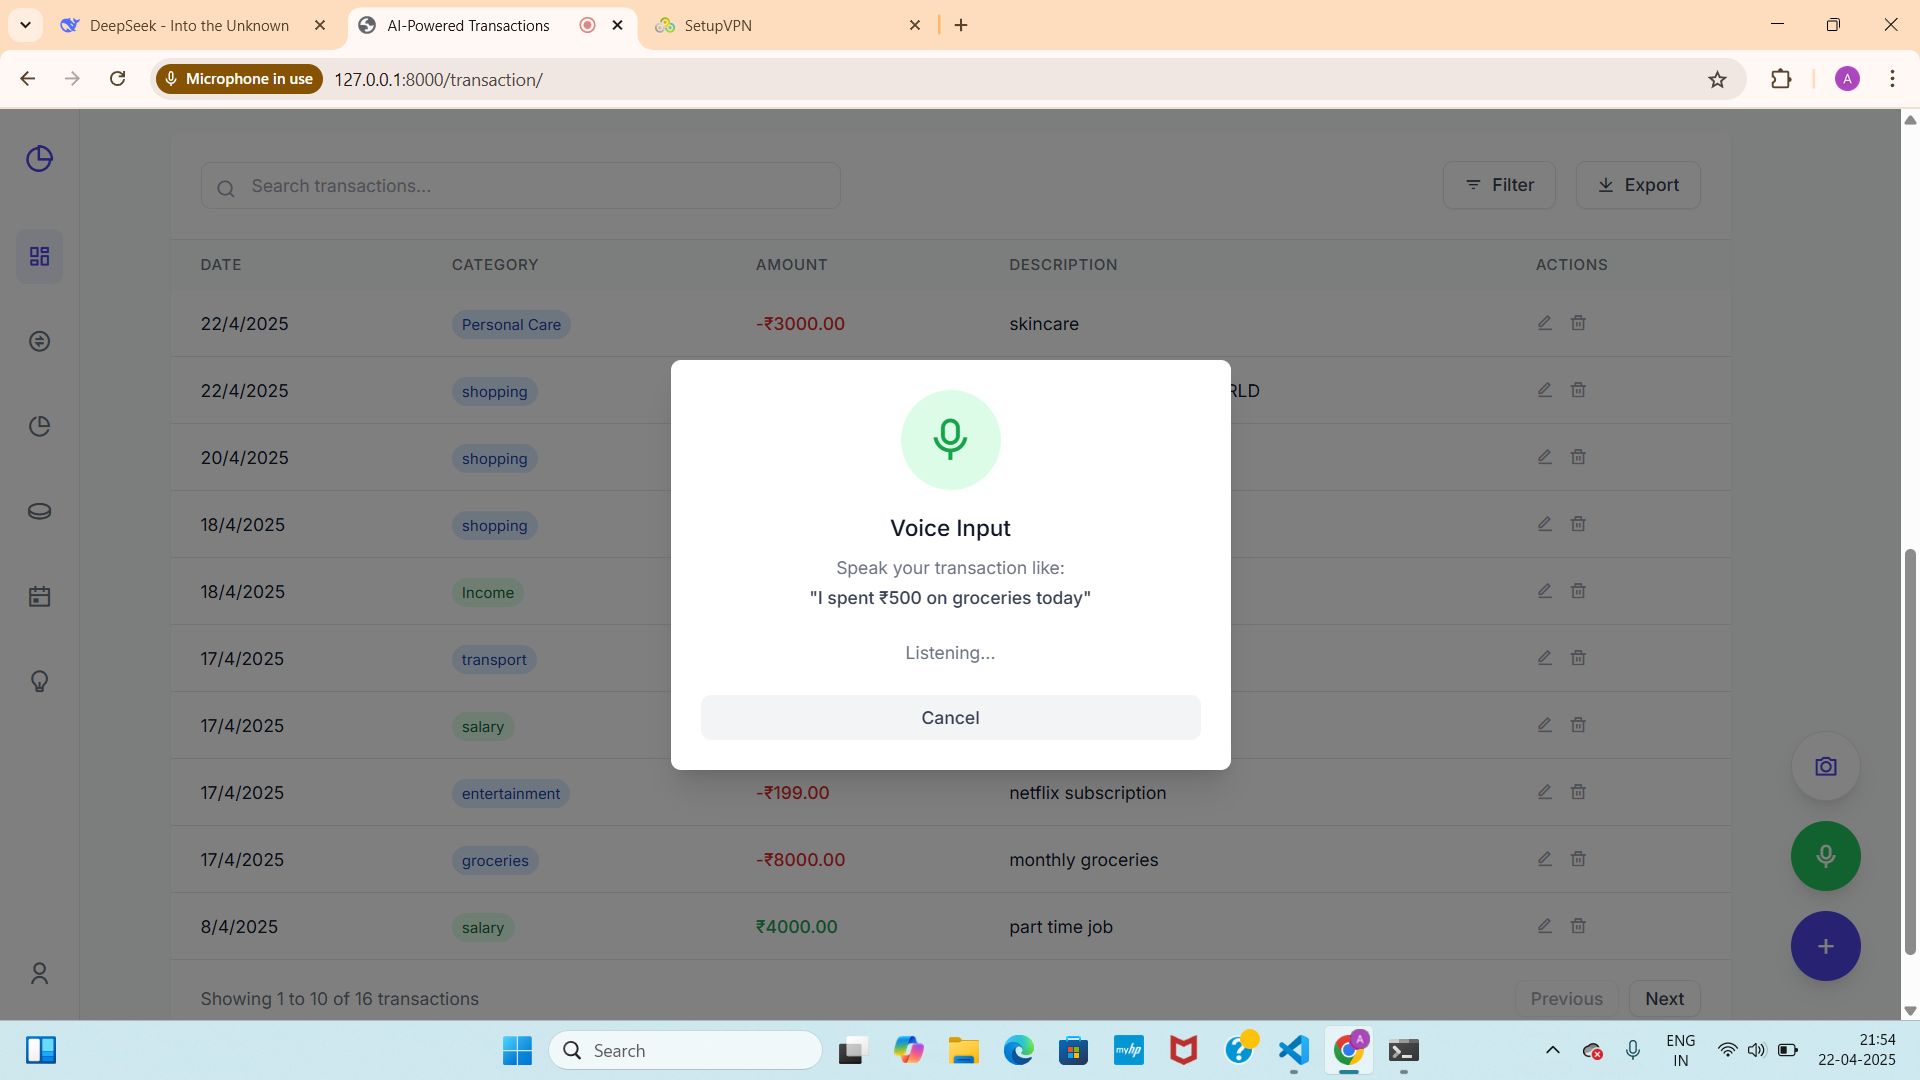 DeepSeek - Into the Unknown
AI-Powered Transactions
SetupVPN
Microphone in use
127.0.0.1:8000/transaction/
A
Search transactions...
Filter
Export
DATE CATEGORY AMOUNT DESCRIPTION ACTIONS
22/4/2025 Personal Care -₹3000.00 skincare
22/4/2025 shopping RLD
20/4/2025 shopping
18/4/2025 shopping
18/4/2025 Income
17/4/2025 transport
17/4/2025 salary
17/4/2025 entertainment -₹199.00 netflix subscription
17/4/2025 groceries -₹8000.00 monthly groceries
8/4/2025 salary ₹4000.00 part time job
Showing 1 to 10 of 16 transactions
Previous Next
Voice Input
Speak your transaction like:
"I spent ₹500 on groceries today"
Listening...
Cancel
Search
myhp
A
ENG
IN
21:54
22-04-2025